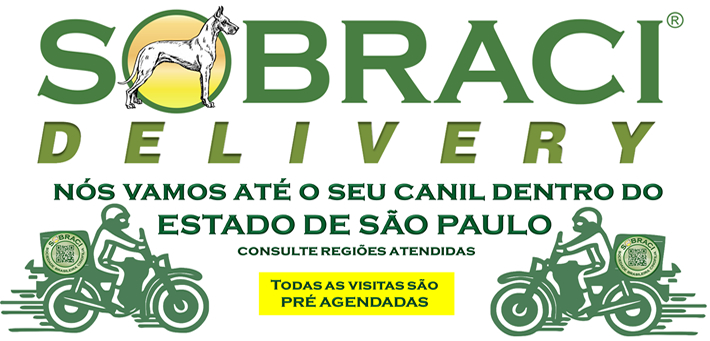 SOBRACI®
DELIVERY
NÓS VAMOS ATÉ O SEU CANIL DENTRO DO
ESTADO DE SÃO PAULO
CONSULTE REGIÕES ATENDIDAS
TODAS AS VISITAS SÃO
PRÉ AGENDADAS